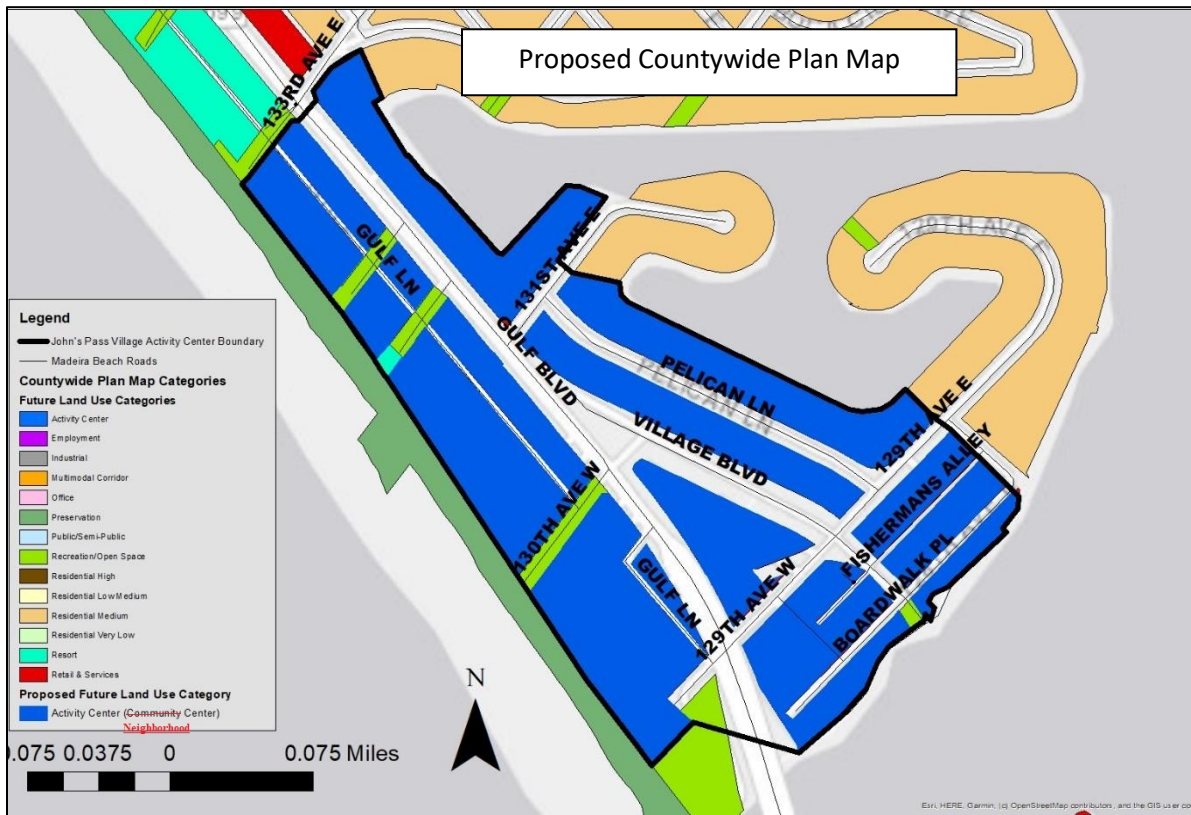 Proposed Countywide Plan Map
133RD AVE E
GULF LN
131ST AVE E
GULF BLVD
PELICAN LN
PELICAN LN
VILLAGE BLVD
129TH AVE E
129TH AVE E
FISHERMANS ALLEY
BOARDWALK PL
130TH AVE W
GULF LN
129TH AVE W
Legend
John's Pass Village Activity Center Boundary
Madeira Beach Roads
Countywide Plan Map Categories
Future Land Use Categories
Activity Center
Employment
Industrial
Multimodal Corridor
Office
Preservation
Public/Semi-Public
Recreation/Open Space
Residential High
Residential Low Medium
Residential Medium
Residential Very Low
Resort
Retail & Services
Proposed Future Land Use Category
Activity Center (Community Center)
Neighborhood
N
0.075 0.0375 0 0.075 Miles
Esri, HERE, Garmin, (c) OpenStreetMap contributors, and the GIS user